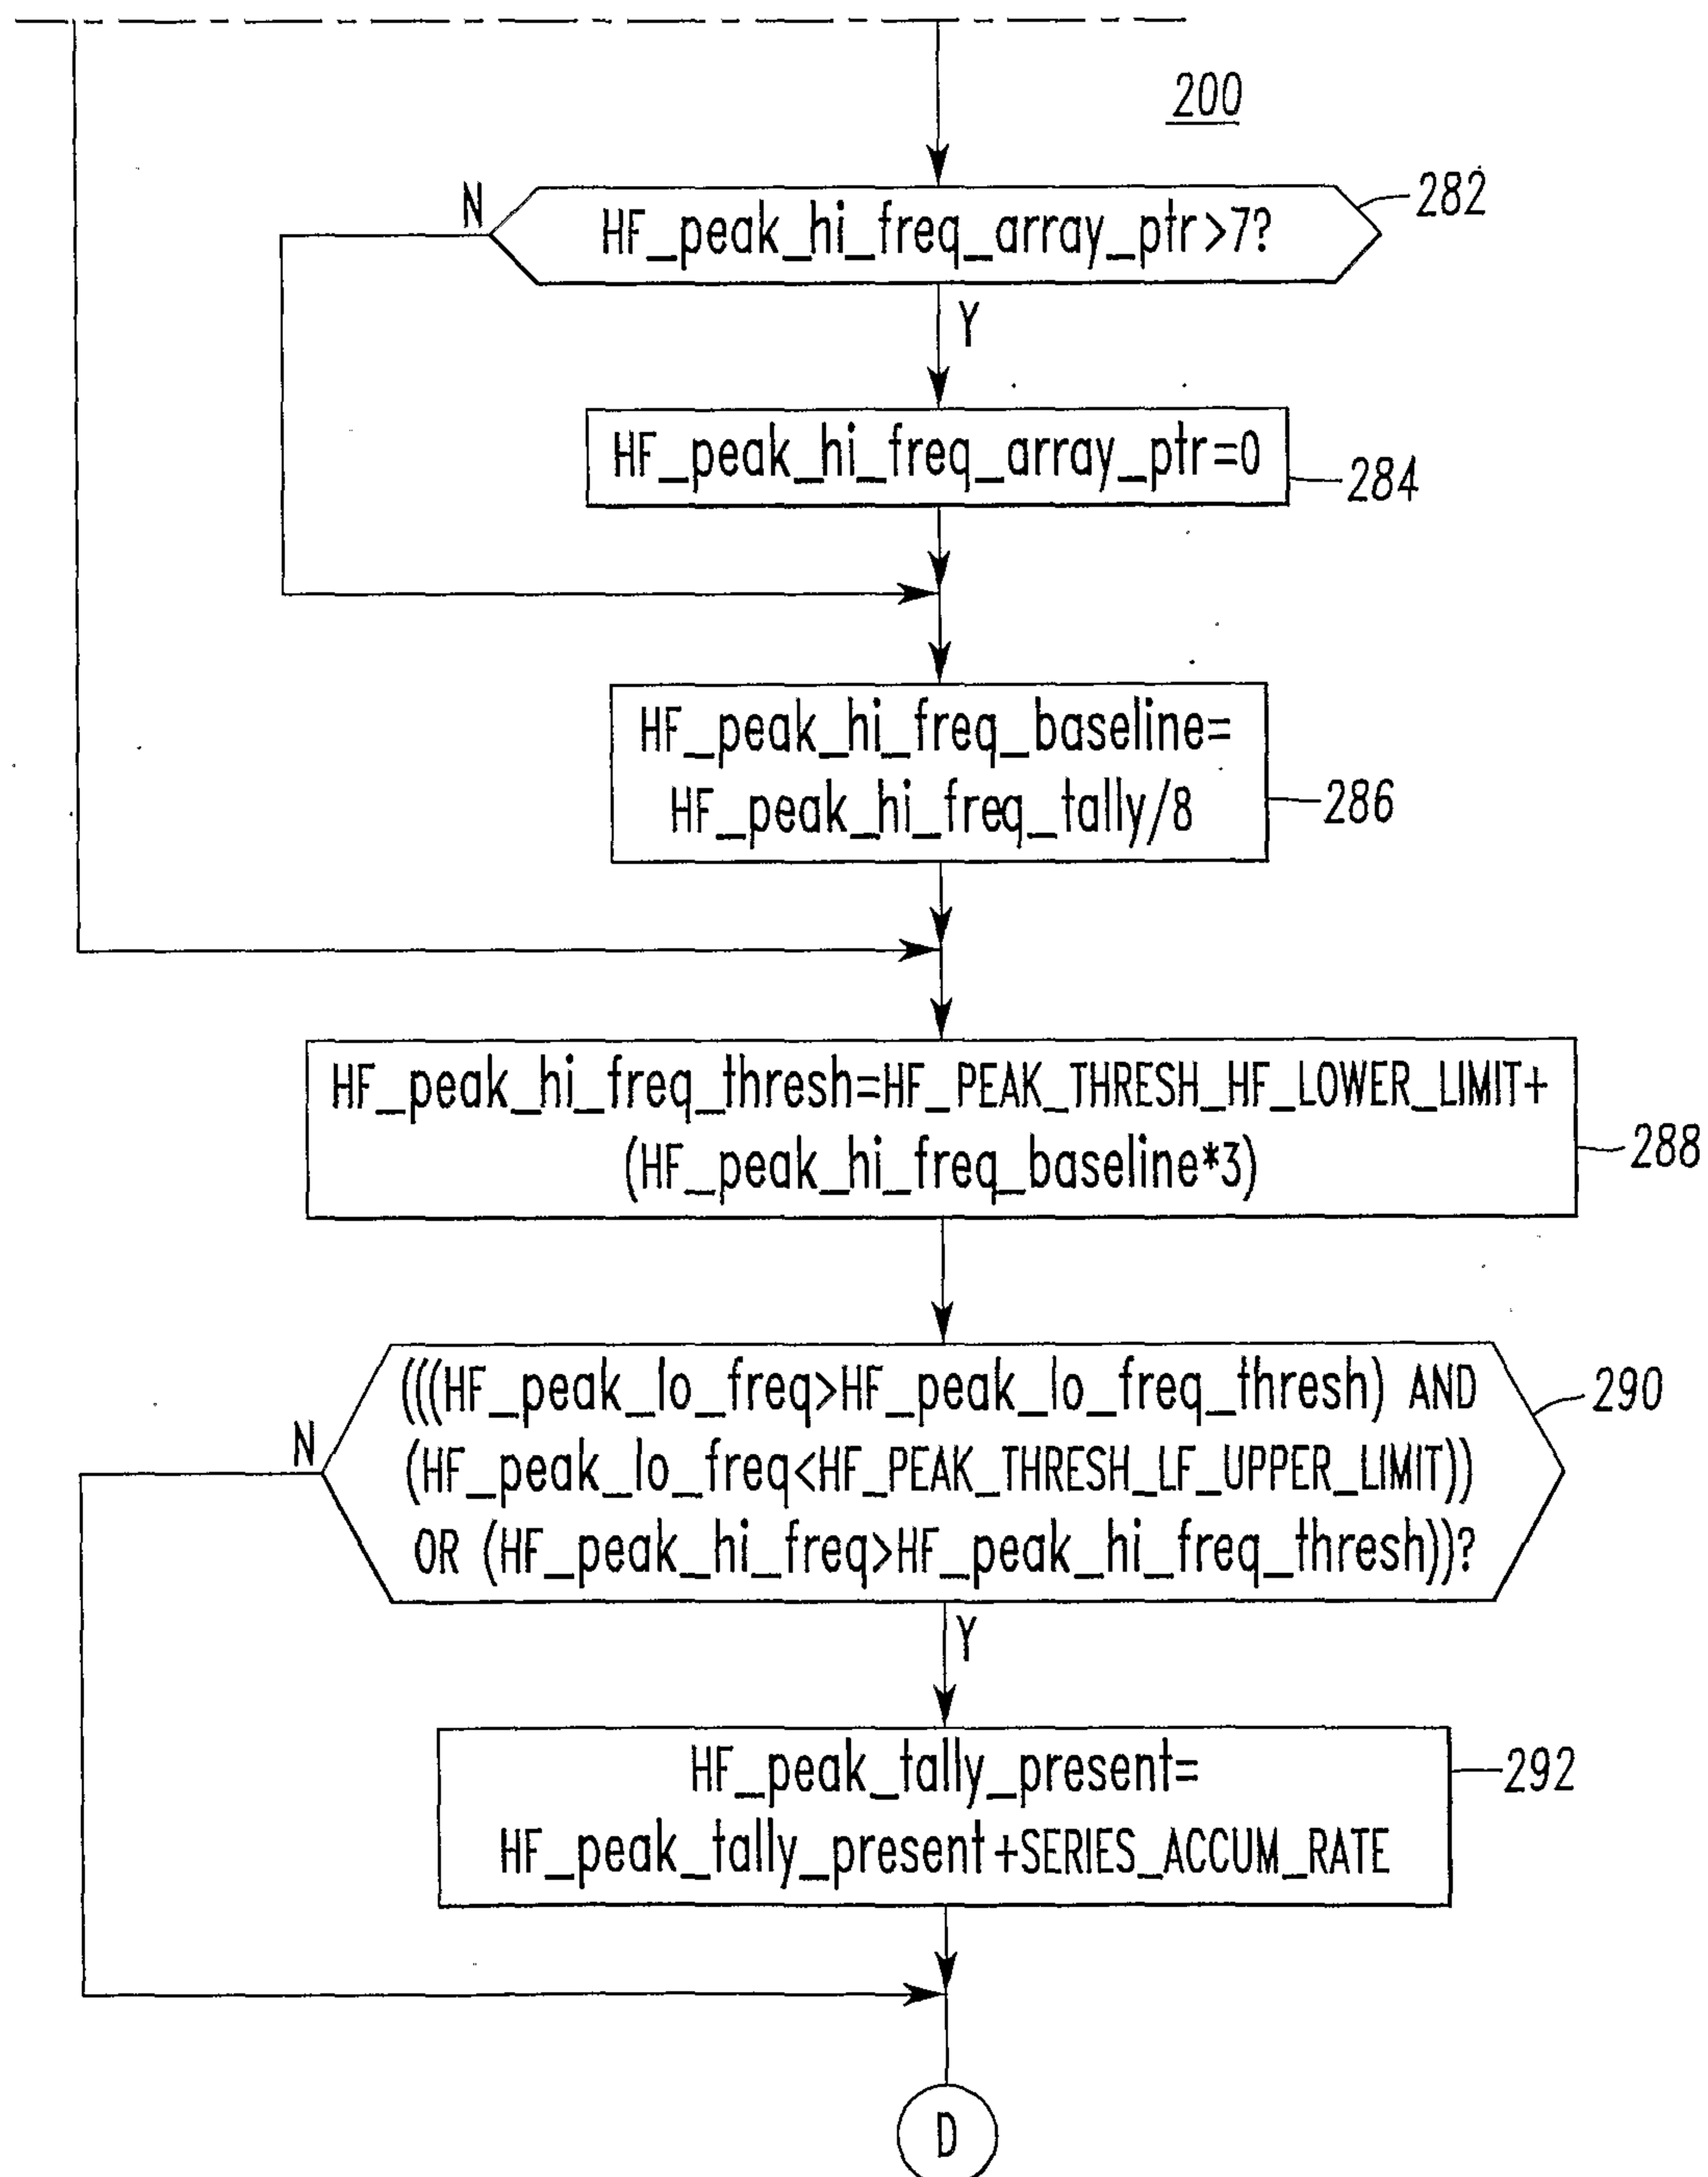 200
N
HF_peak_hi_freq_array_ptr>7?
282
Y
HF_peak_hi_freq_array_ptr=0
284
HF_peak_hi_freq_baseline=
HF_peak_hi_freq_tally/8
286
HF_peak_hi_freq_thresh=HF_PEAK_THRESH_HF_LOWER_LIMIT+
(HF_peak_hi_freq_baseline*3)
288
N
(((HF_peak_lo_freq>HF_peak_lo_freq_thresh) AND
(HF_peak_lo_freq<HF_PEAK_THRESH_LF_UPPER_LIMIT))
OR (HF_peak_hi_freq>HF_peak_hi_freq_thresh))?
290
Y
HF_peak_tally_present=
HF_peak_tally_present+SERIES_ACCUM_RATE
292
D